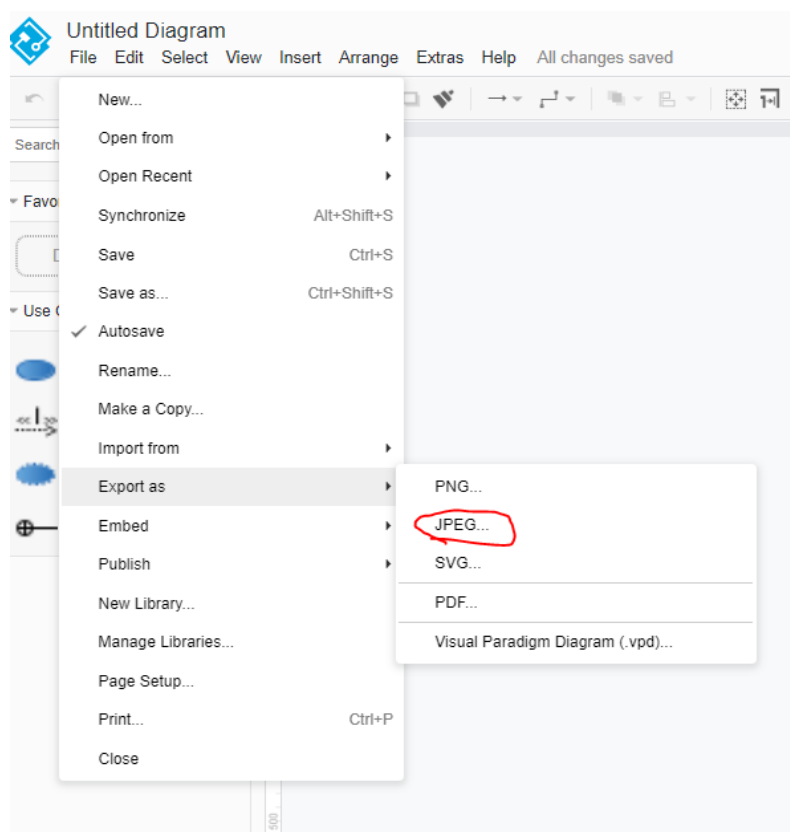 Untitled Diagram
File Edit Select View Insert Arrange Extras Help All changes saved
New...
Open from
Search
Open Recent
Favo
Synchronize Alt+Shift+S
Save Ctrl+S
Save as... Ctrl+Shift+S
Use
Autosave
Rename...
Make a Copy...
Import from
Export as PNG...
Embed JPEG...
Publish SVG...
New Library... PDF...
Manage Libraries... Visual Paradigm Diagram (.vpd)...
Page Setup...
Print... Ctrl+P
Close
500